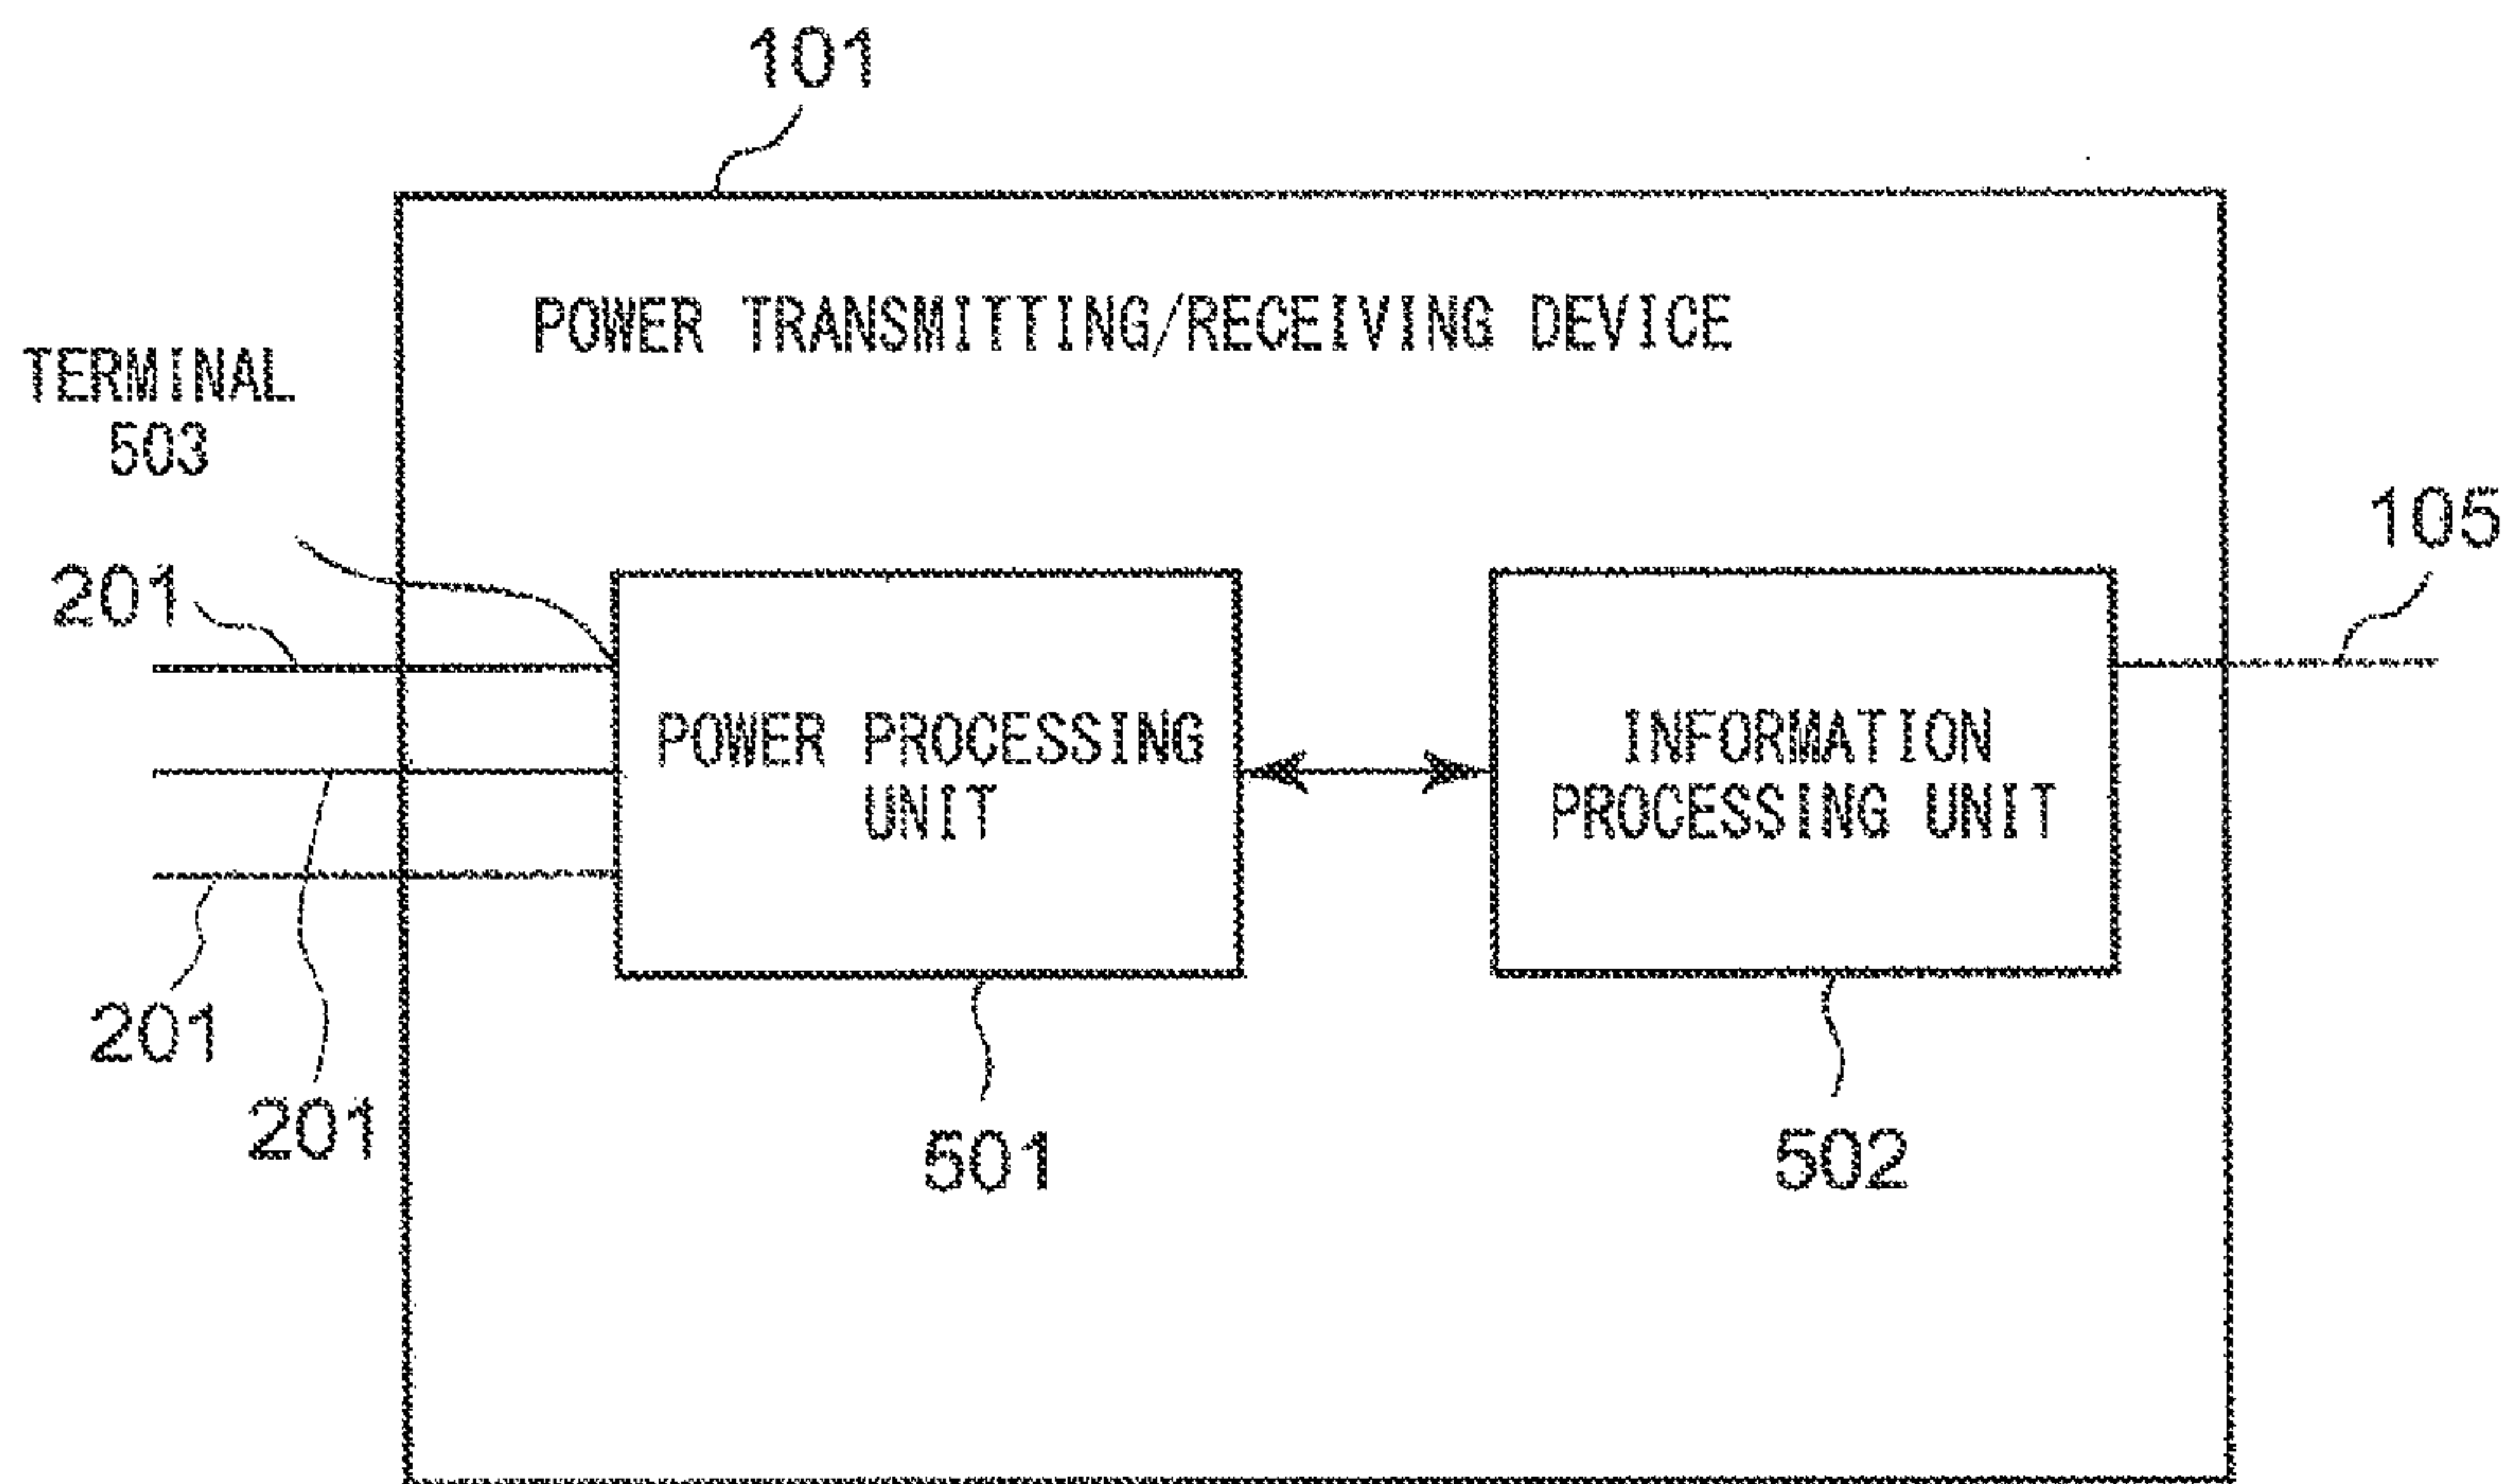 101
POWER TRANSMITTING/RECEIVING DEVICE
TERMINAL
503
105
201
POWER PROCESSING
UNIT
INFORMATION
PROCESSING UNIT
201
201
501
502